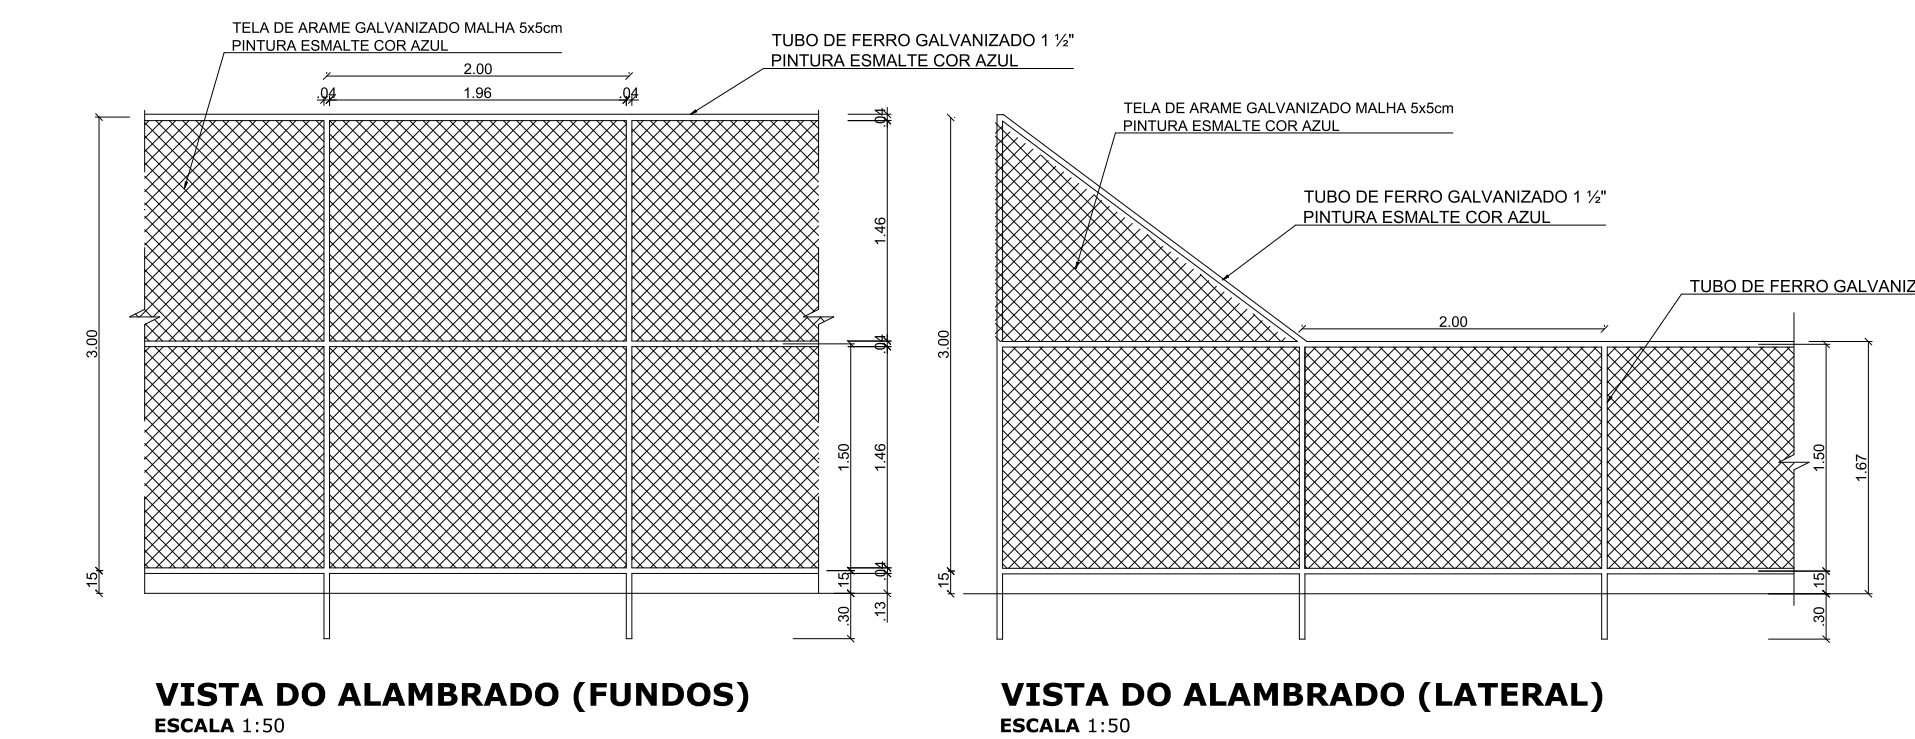 TELA DE ARAME GALVANIZADO MALHA 5x5cm
PINTURA ESMALTE COR AZUL
TUBO DE FERRO GALVANIZADO 1 ½"
PINTURA ESMALTE COR AZUL
2.00
.04
1.96
.04
3.00
.15
.04
1.46
.04
1.50
1.46
.15
.04
.30
.13
TELA DE ARAME GALVANIZADO MALHA 5x5cm
PINTURA ESMALTE COR AZUL
TUBO DE FERRO GALVANIZADO 1 ½"
PINTURA ESMALTE COR AZUL
TUBO DE FERRO GALVANIZ
2.00
3.00
.15
1.50
1.67
.15
.30
VISTA DO ALAMBRADO (FUNDOS)
ESCALA 1:50
VISTA DO ALAMBRADO (LATERAL)
ESCALA 1:50